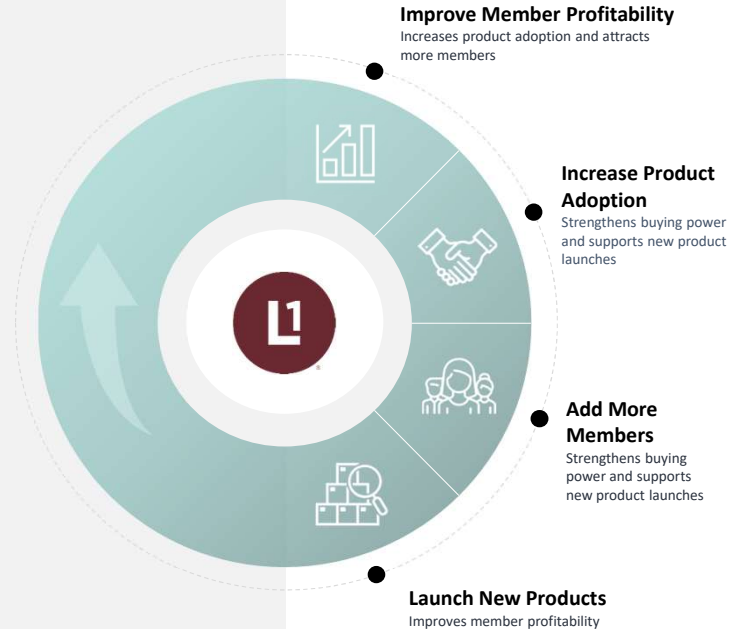 Improve Member Profitability
Increases product adoption and attracts
more members
Increase Product
Adoption
Strengthens buying power
and supports new product
launches
L1
®
Add More
Members
Strengthens buying
power and supports
new product launches
Launch New Products
Improves member profitability